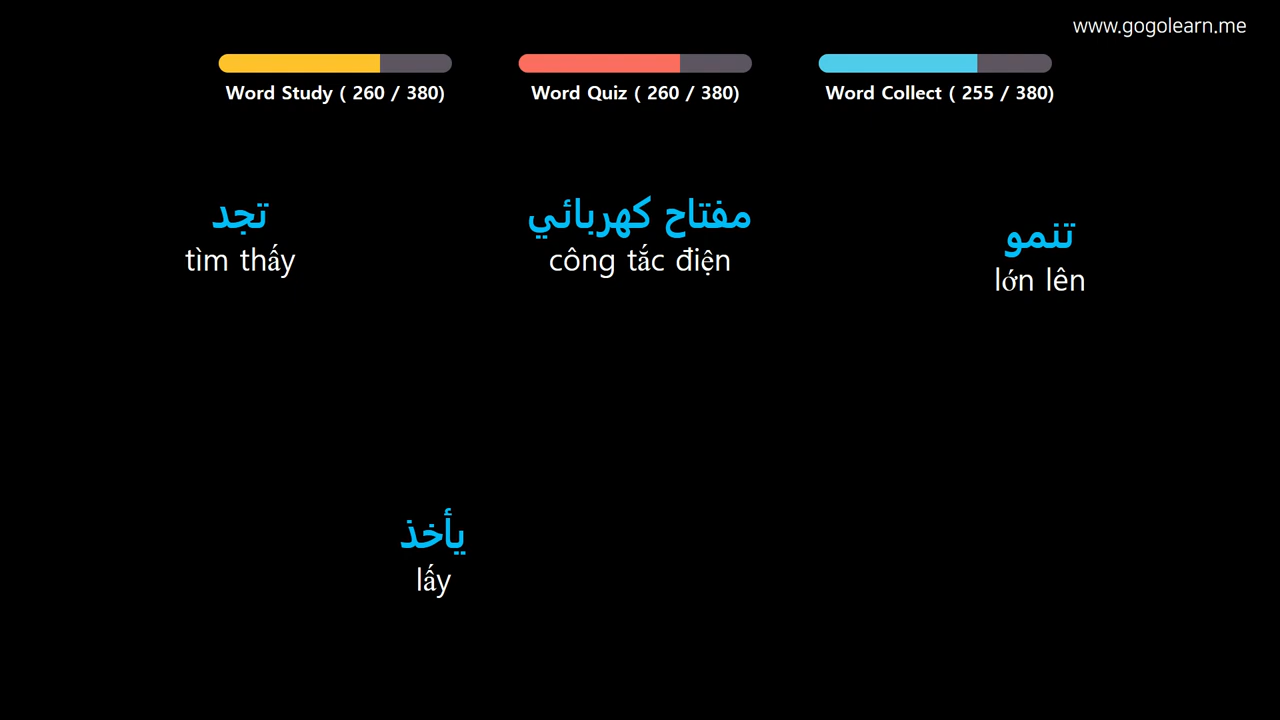 www.gogolearn.me
Word Study ( 260 / 380)
Word Quiz ( 260 / 380)
Word Collect ( 255 / 380)
تجد
tìm thấy
مفتاح كهربائي
công tắc điện
تنمو
lớn lên
يأخذ
lấy